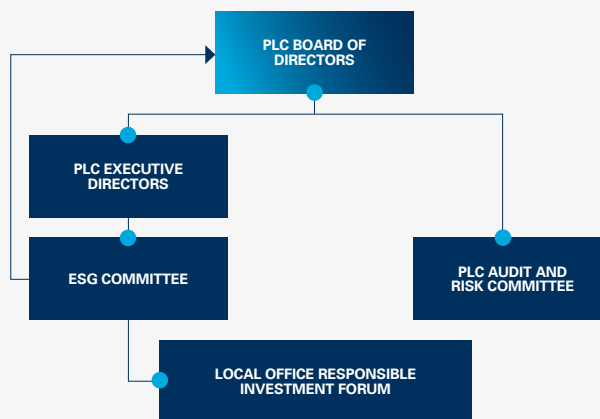 PLC BOARD OF
DIRECTORS
PLC EXECUTIVE
DIRECTORS
ESG COMMITTEE
PLC AUDIT AND
RISK COMMITTEE
LOCAL OFFICE RESPONSIBLE
INVESTMENT FORUM